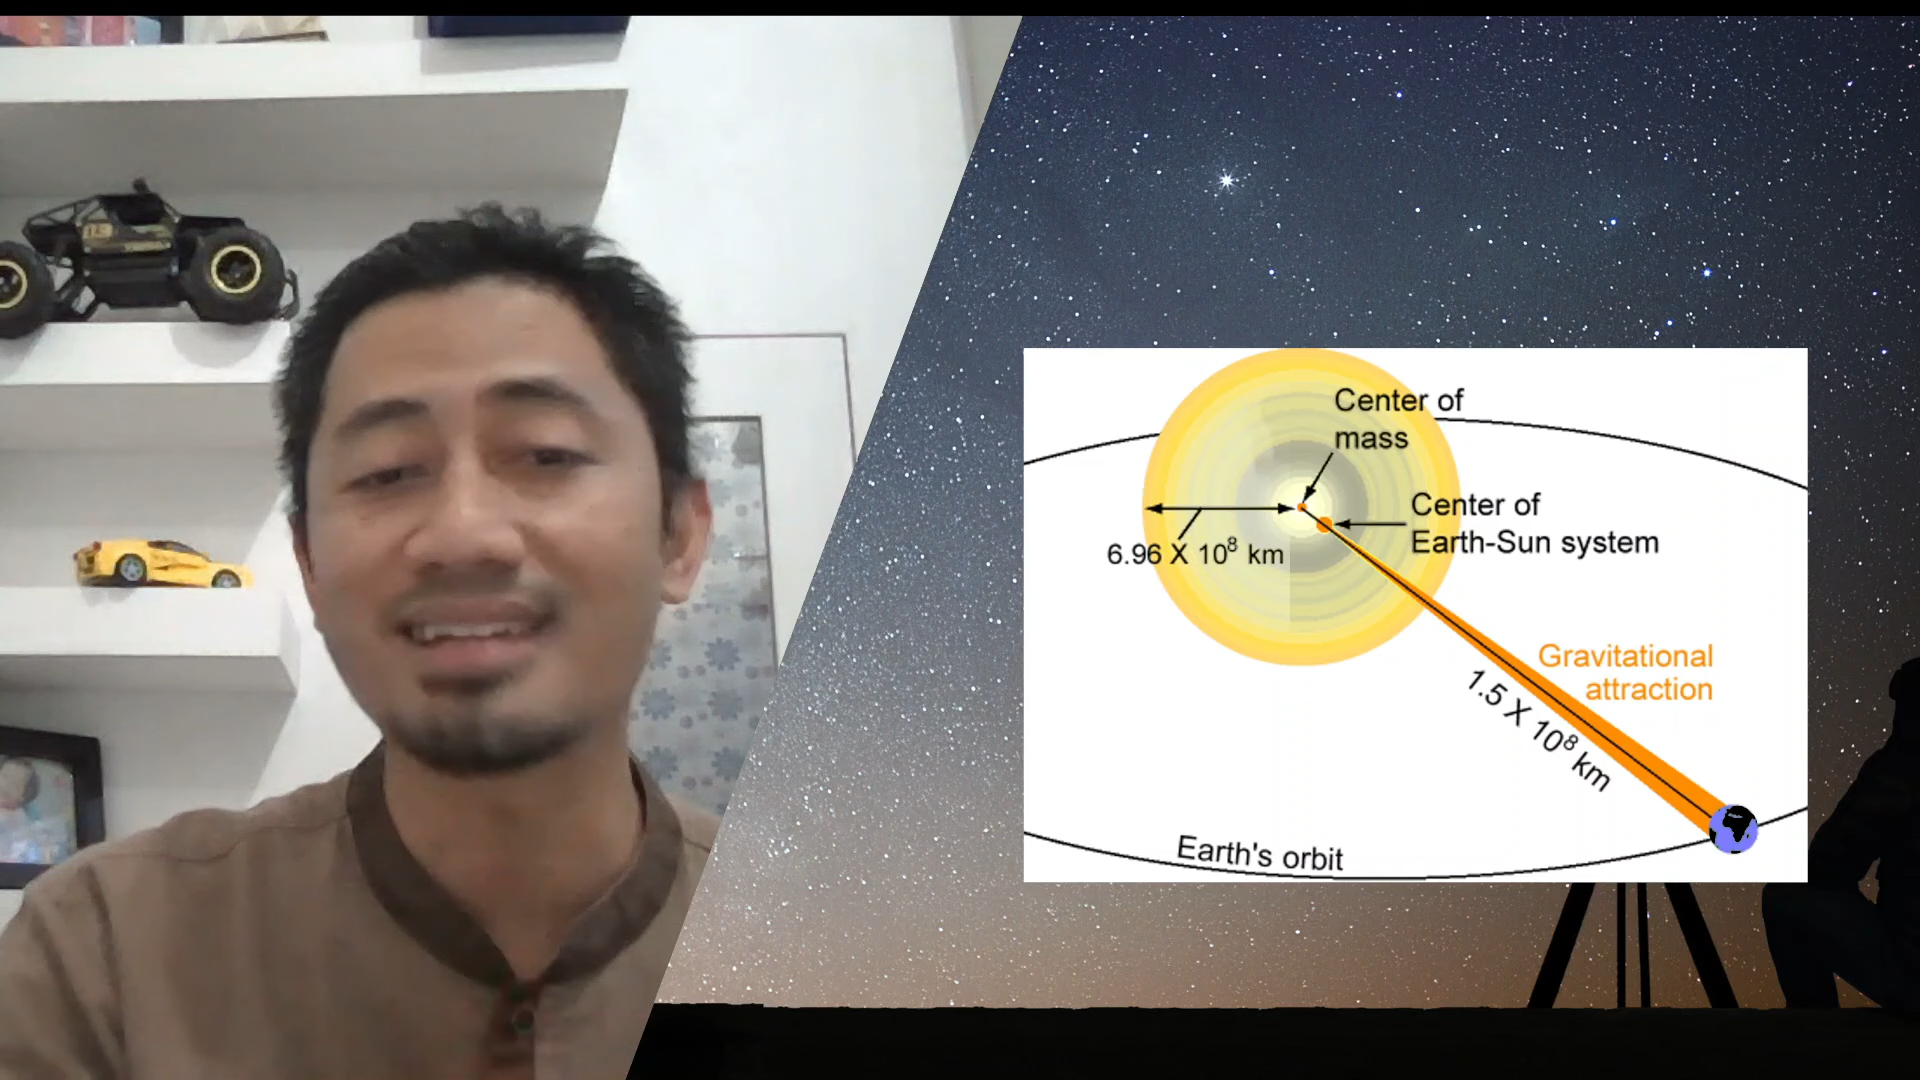 Center of
mass
Center of
Earth-Sun system
6.96 X 10⁸ km
Gravitational
attraction
1.5 X 10⁸ km
Earth's orbit